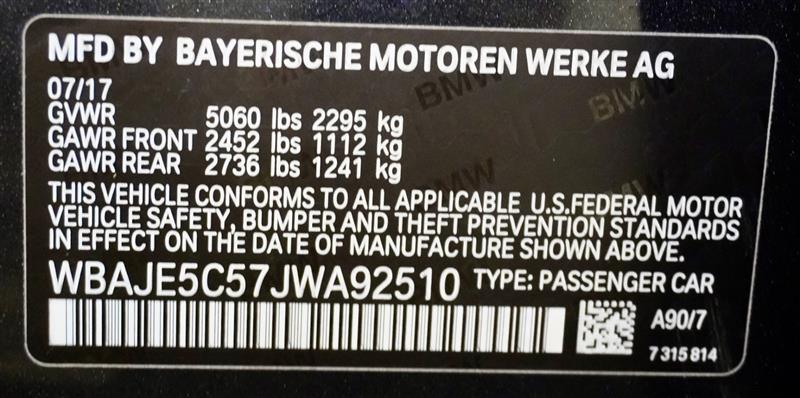 MFD BY BAYERISCHE MOTOREN WERKE AG
07/17
GVWR 5060 lbs 2295 kg
GAWR FRONT 2452 lbs 1112 kg
GAWR REAR 2736 lbs 1241 kg
THIS VEHICLE CONFORMS TO ALL APPLICABLE U.S.FEDERAL MOTOR
VEHICLE SAFETY, BUMPER AND THEFT PREVENTION STANDARDS
IN EFFECT ON THE DATE OF MANUFACTURE SHOWN ABOVE.
WBAJE5C57JWA92510 TYPE: PASSENGER CAR
A90/7
7 315 814
BMW
BMW
BMW